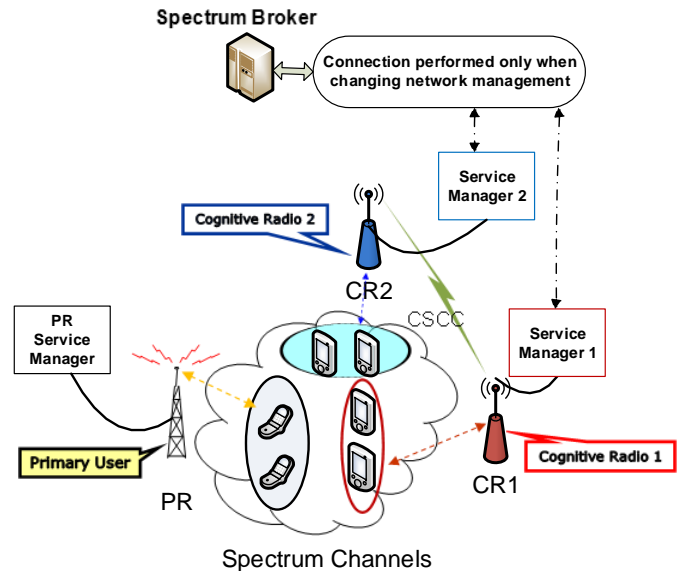 Spectrum Broker
Connection performed only when
changing network management
Service
Manager 2
Cognitive Radio 2
CR2
CSCC
PR
Service
Manager
Service
Manager 1
Primary User
PR
Cognitive Radio 1
CR1
Spectrum Channels